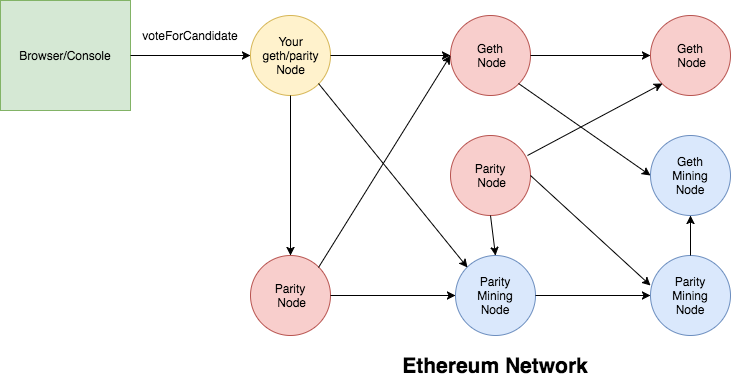 voteForCandidate
Browser/Console
Your
geth/parity
Node
Geth
Node
Geth
Node
Parity
Node
Geth
Mining
Node
Parity
Node
Parity
Mining
Node
Parity
Mining
Node
Ethereum Network